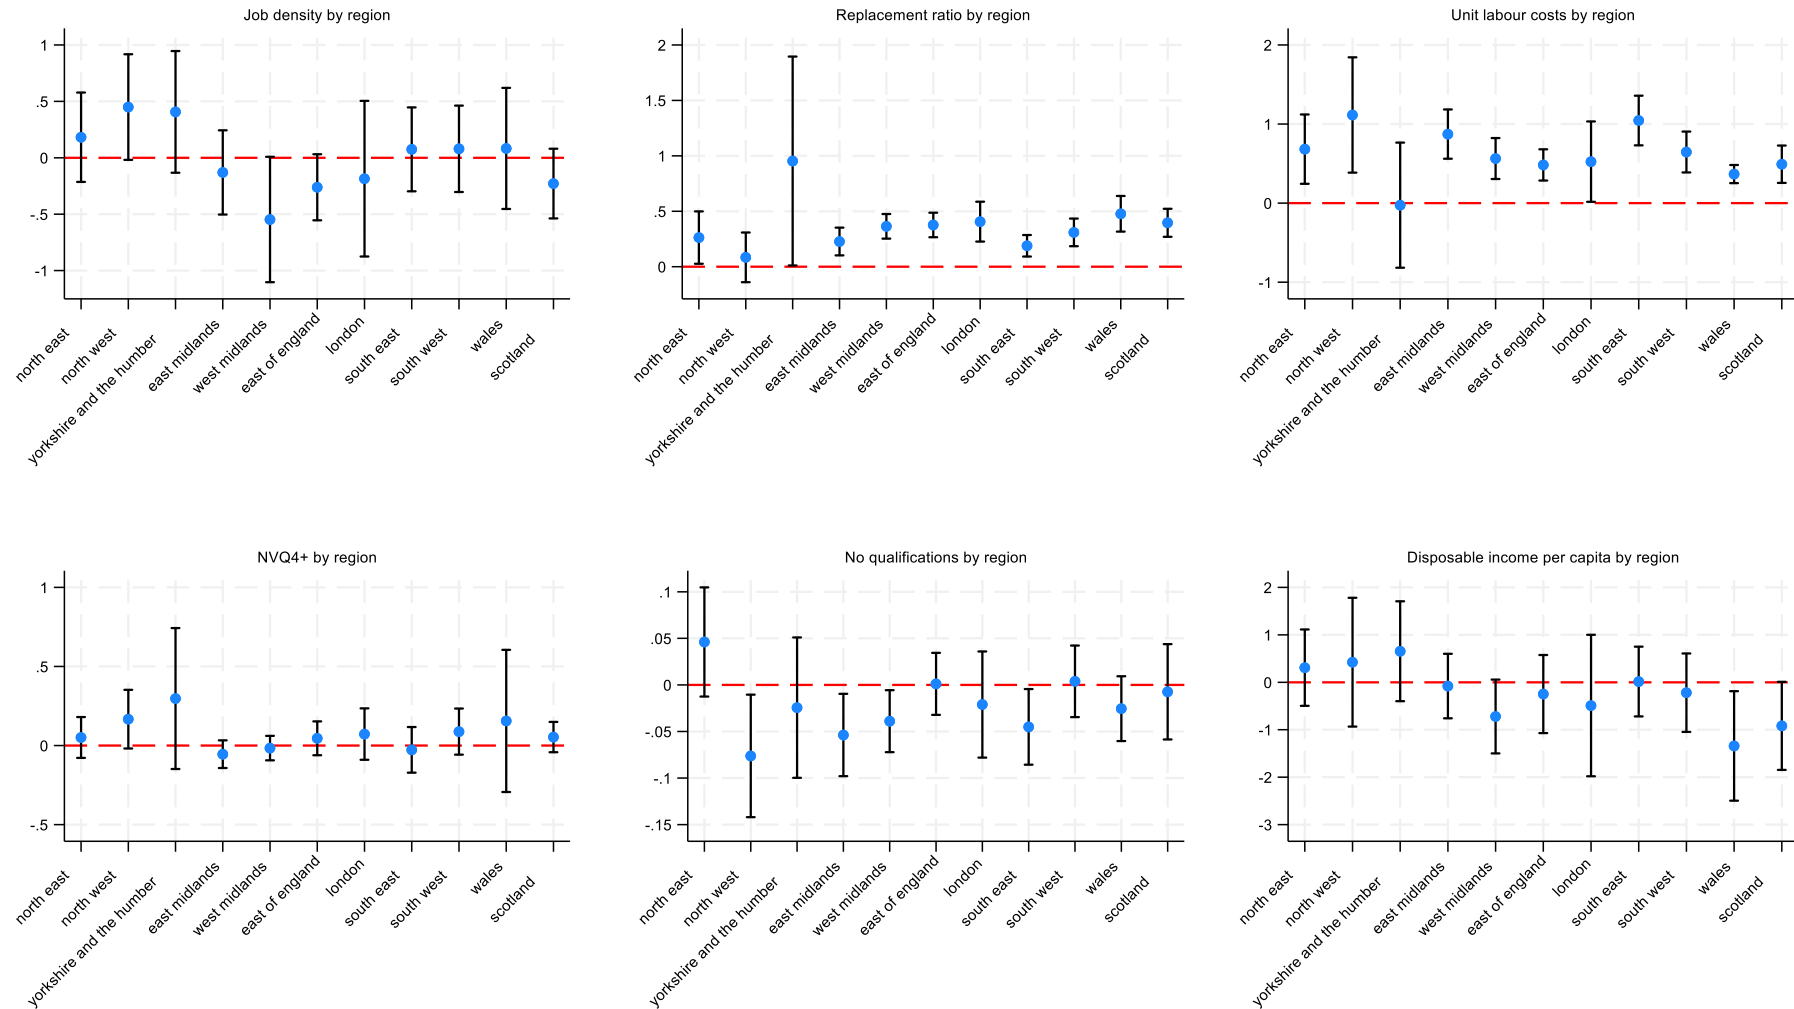 Job density by region
1
.5
0
-.5
-1
north east
north west
yorkshire and the humber
east midlands
west midlands
east of england
london
south east
south west
wales
scotland
Replacement ratio by region
2
1.5
1
.5
0
north east
north west
yorkshire and the humber
east midlands
west midlands
east of england
london
south east
south west
wales
scotland
Unit labour costs by region
2
1
0
-1
north east
north west
yorkshire and the humber
east midlands
west midlands
east of england
london
south east
south west
wales
scotland
NVQ4+ by region
1
.5
0
-.5
north east
north west
yorkshire and the humber
east midlands
west midlands
east of england
london
south east
south west
wales
scotland
No qualifications by region
.1
.05
0
-.05
-.1
-.15
north east
north west
yorkshire and the humber
east midlands
west midlands
east of england
london
south east
south west
wales
scotland
Disposable income per capita by region
2
1
0
-1
-2
-3
north east
north west
yorkshire and the humber
east midlands
west midlands
east of england
london
south east
south west
wales
scotland